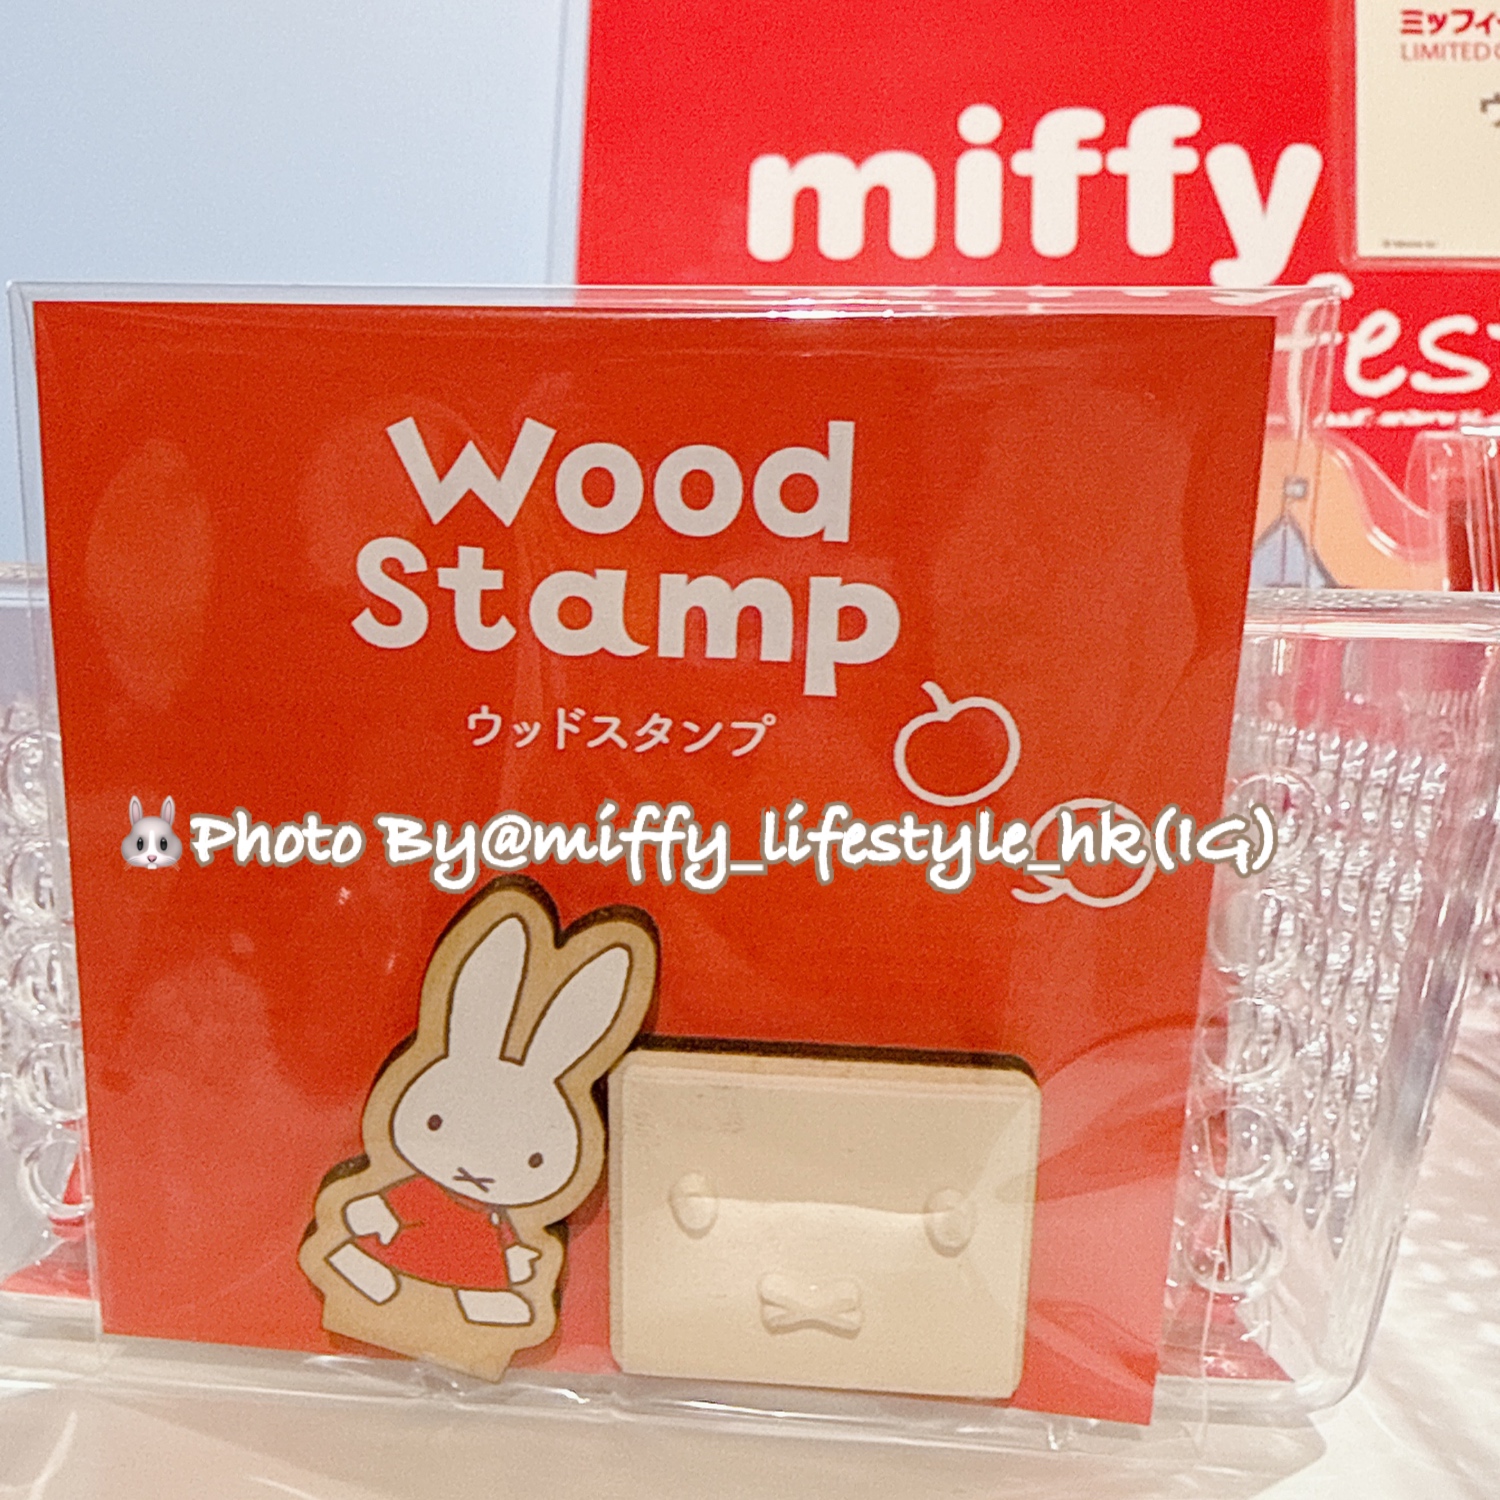 ミッフィ
LIMITED
miffy
fes
Wood
Stamp
ウッドスタンプ
🐰Photo By@miffy_lifestyle_hk(IG)